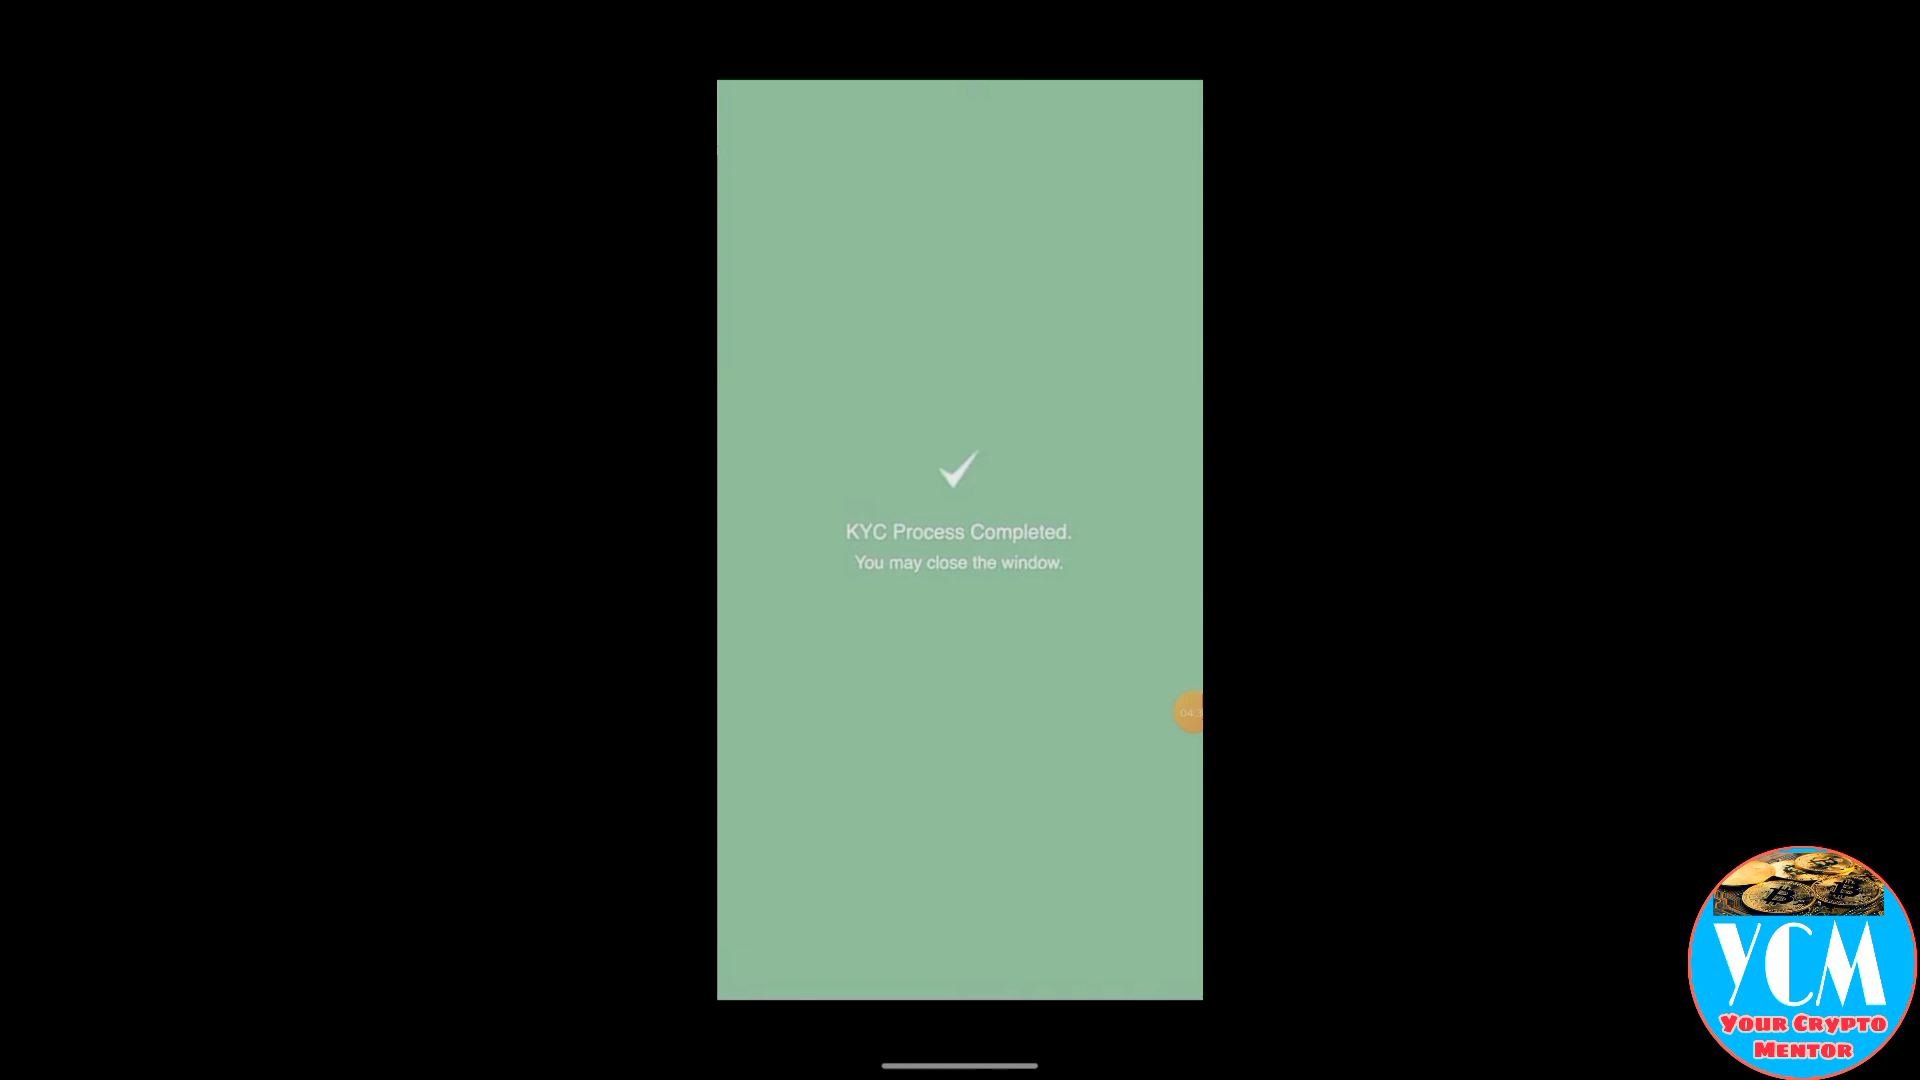 KYC Process Completed.
You may close the window.
YCM
Your Crypto
Mentor